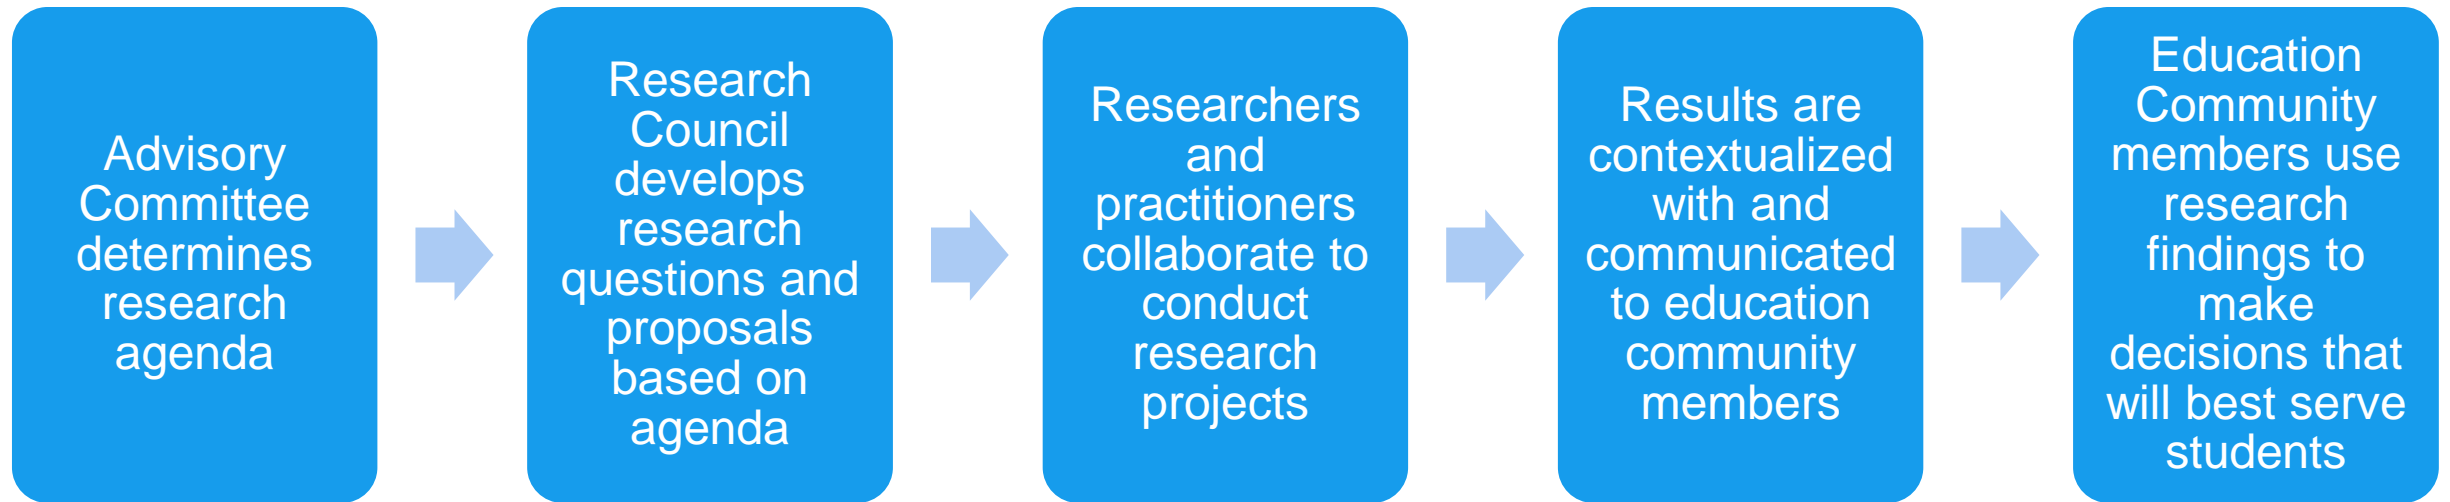 Advisory
Committee
determines
research
agenda
Research
Council
develops
research
questions and
proposals
based on
agenda
Researchers
and
practitioners
collaborate to
conduct
research
projects
Results are
contextualized
with and
communicated
to education
community
members
Education
Community
members use
research
findings to
make
decisions that
will best serve
students